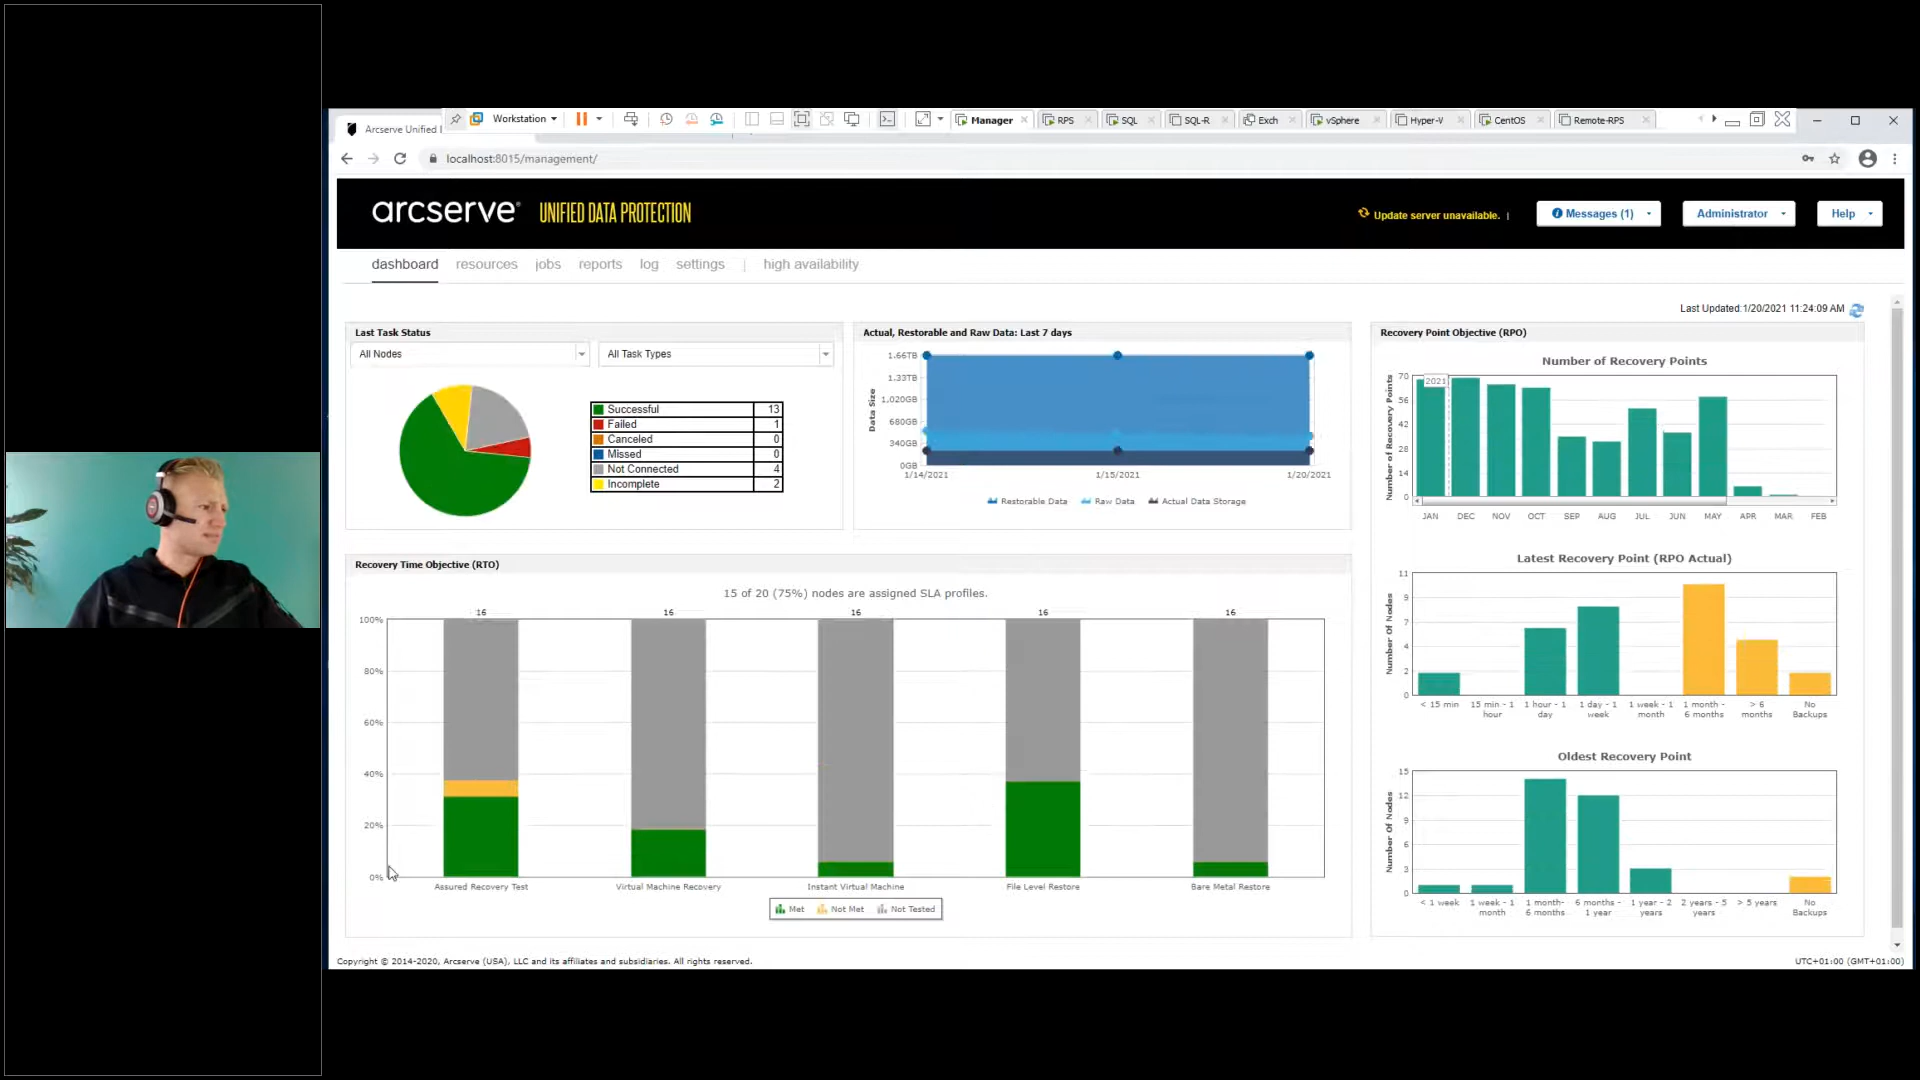 Arcserve Unified
Workstation
Manager
RPS
SQL
SQL-R
Exch
vSphere
Hyper-V
CentOS
Remote-RPS
localhost:8015/management/
arcserve® UNIFIED DATA PROTECTION
Update server unavailable. |
Messages (1)
Administrator
Help
dashboard resources jobs reports log settings | high availability
Last Updated:1/20/2021 11:24:09 AM
Last Task Status
All Nodes
All Task Types
Successful 13
Failed 1
Canceled 0
Missed 0
Not Connected 4
Incomplete 2
Actual, Restorable and Raw Data: Last 7 days
Data Size
1.66TB
1.33TB
1,020GB
680GB
340GB
0GB
1/14/2021 1/15/2021 1/20/2021
Restorable Data Raw Data Actual Data Storage
Recovery Time Objective (RTO)
15 of 20 (75%) nodes are assigned SLA profiles.
16 16 16 16 16
100%
80%
60%
40%
20%
0%
Assured Recovery Test Virtual Machine Recovery Instant Virtual Machine File Level Restore Bare Metal Restore
Met Not Met Not Tested
Recovery Point Objective (RPO)
Number of Recovery Points
Number of Recovery Points
70
56
42
28
14
0
2021
JAN DEC NOV OCT SEP AUG JUL JUN MAY APR MAR FEB
Latest Recovery Point (RPO Actual)
Number Of Nodes
11
9
7
4
2
0
< 15 min 15 min - 1 hour 1 hour - 1 day 1 day - 1 week 1 week - 1 month 1 month - 6 months > 6 months No Backups
Oldest Recovery Point
Number Of Nodes
15
12
9
6
3
0
< 1 week 1 week - 1 month 1 month- 6 months 6 months - 1 year 1 year - 2 years 2 years - 5 years > 5 years No Backups
Copyright © 2014-2020, Arcserve (USA), LLC and its affiliates and subsidiaries. All rights reserved.
UTC+01:00 (GMT+01:00)